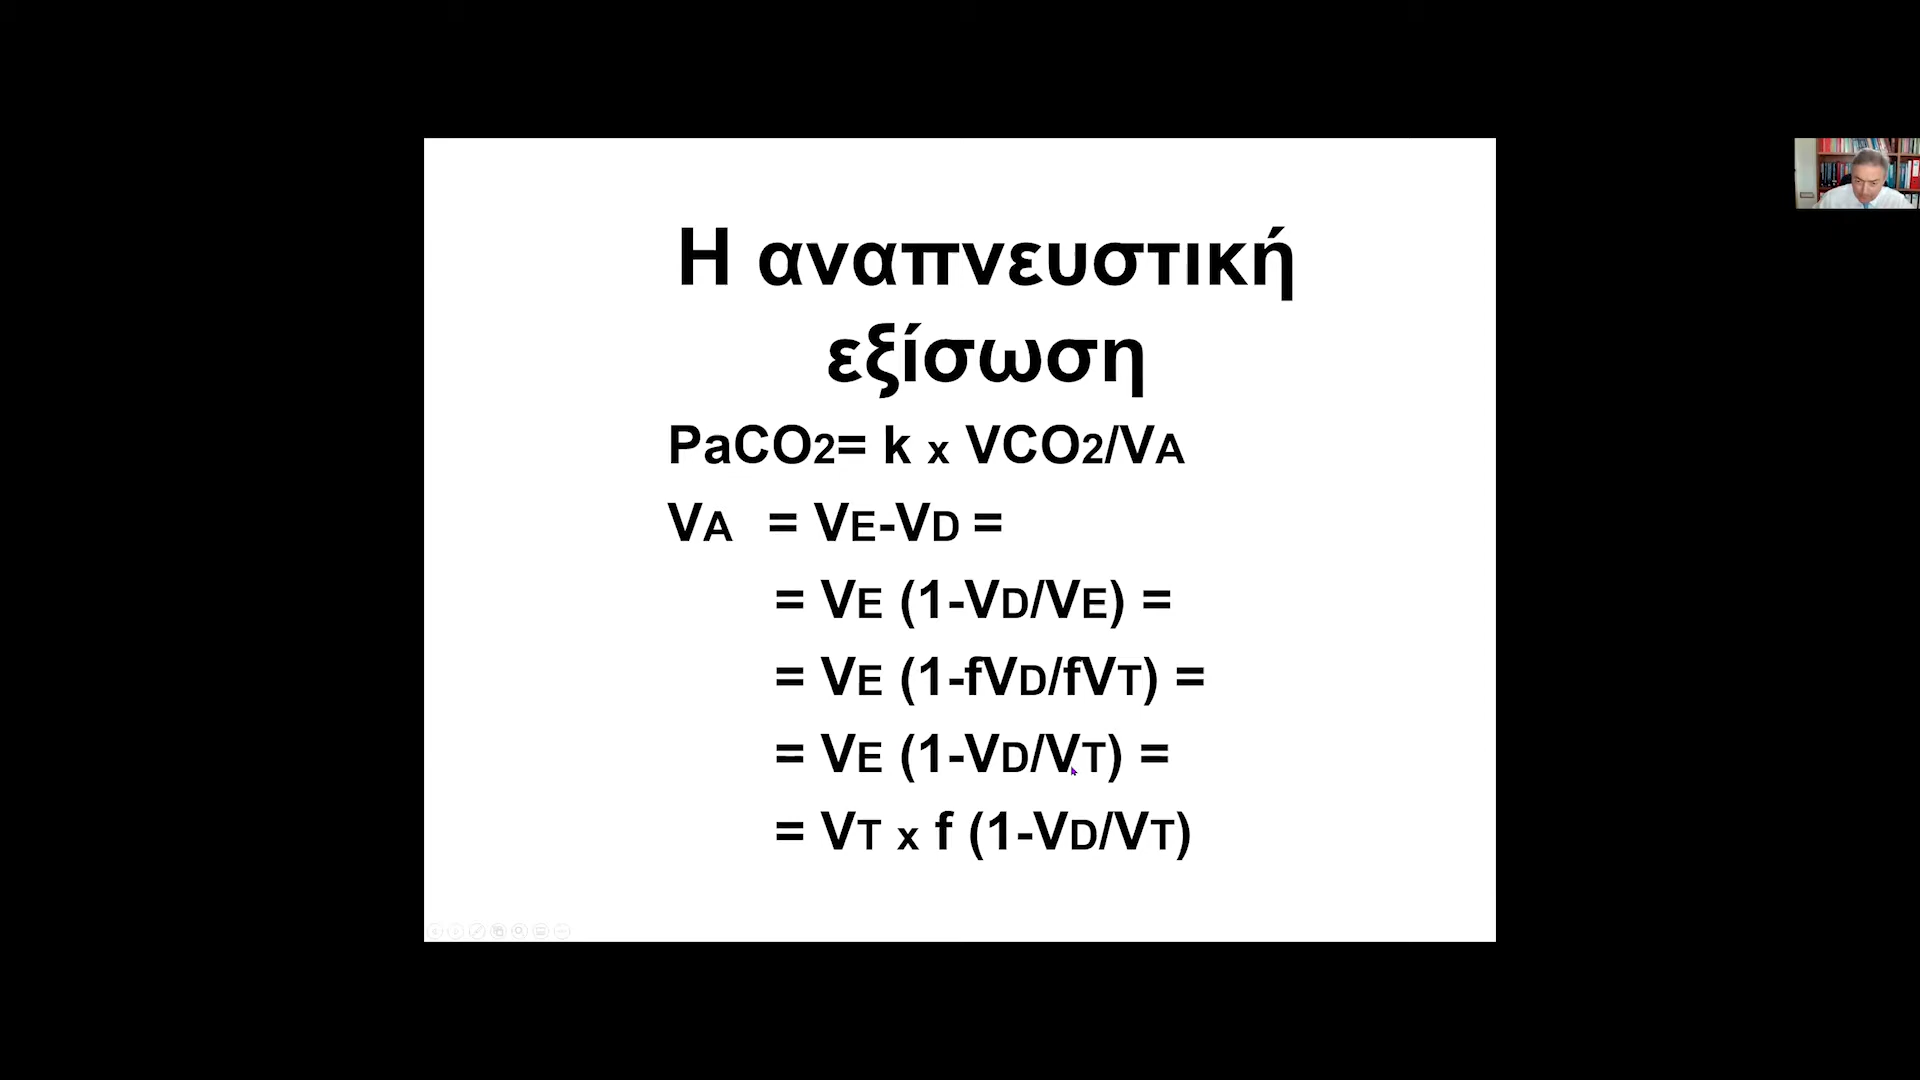 Η αναπνευστική
εξίσωση
PaCO2= k x VCO2/VA
VA = VE-VD =
= VE (1-VD/VE) =
= VE (1-fVD/fVT) =
= VE (1-VD/VT) =
= VT x f (1-VD/VT)